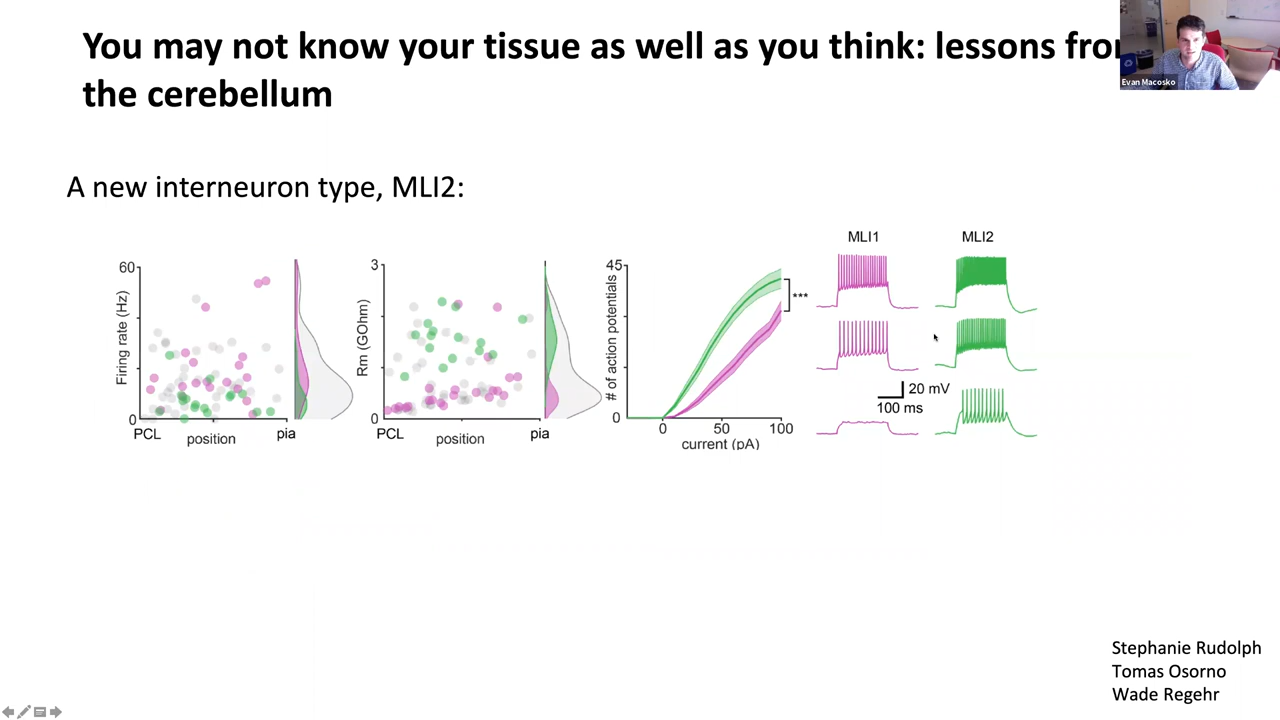 You may not know your tissue as well as you think: lessons from
the cerebellum
Evan Macosko
A new interneuron type, MLI2:
60
Firing rate (Hz)
0
PCL
position
pia
3
Rm (GOhm)
0
PCL
position
pia
45
# of action potentials
0
0
50
100
current (pA)
***
MLI1
MLI2
20 mV
100 ms
Stephanie Rudolph
Tomas Osorno
Wade Regehr